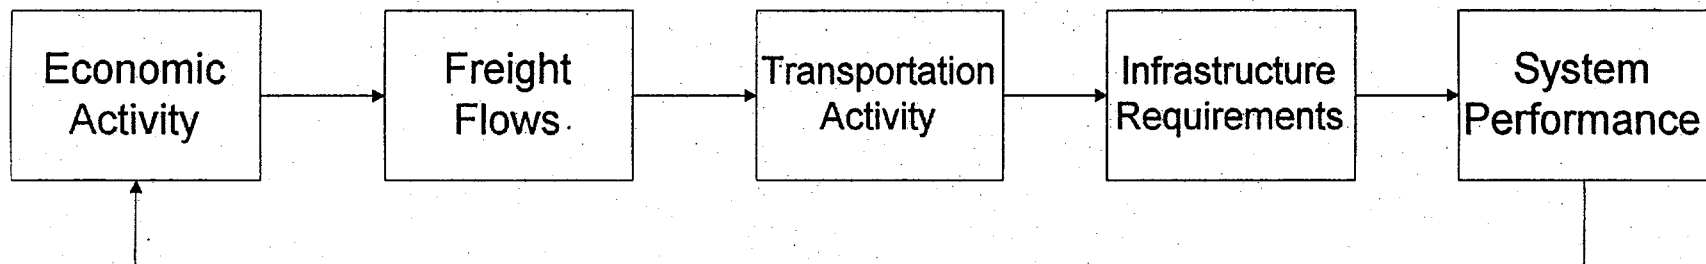 Economic
Activity
Freight
Flows
Transportation
Activity
Infrastructure
Requirements
System
Performance